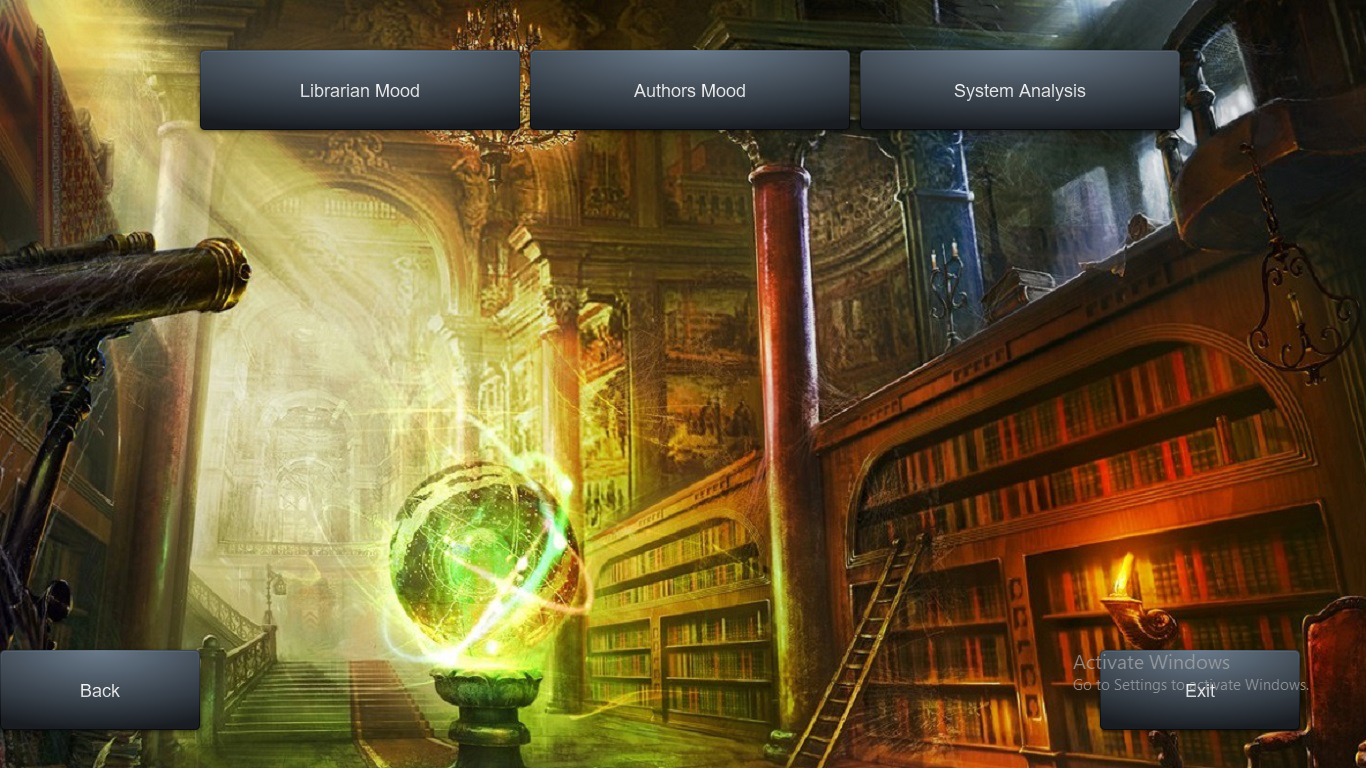 Librarian Mood
Authors Mood
System Analysis
Back
Activate Windows
Go to Settings to activate Windows.
Exit